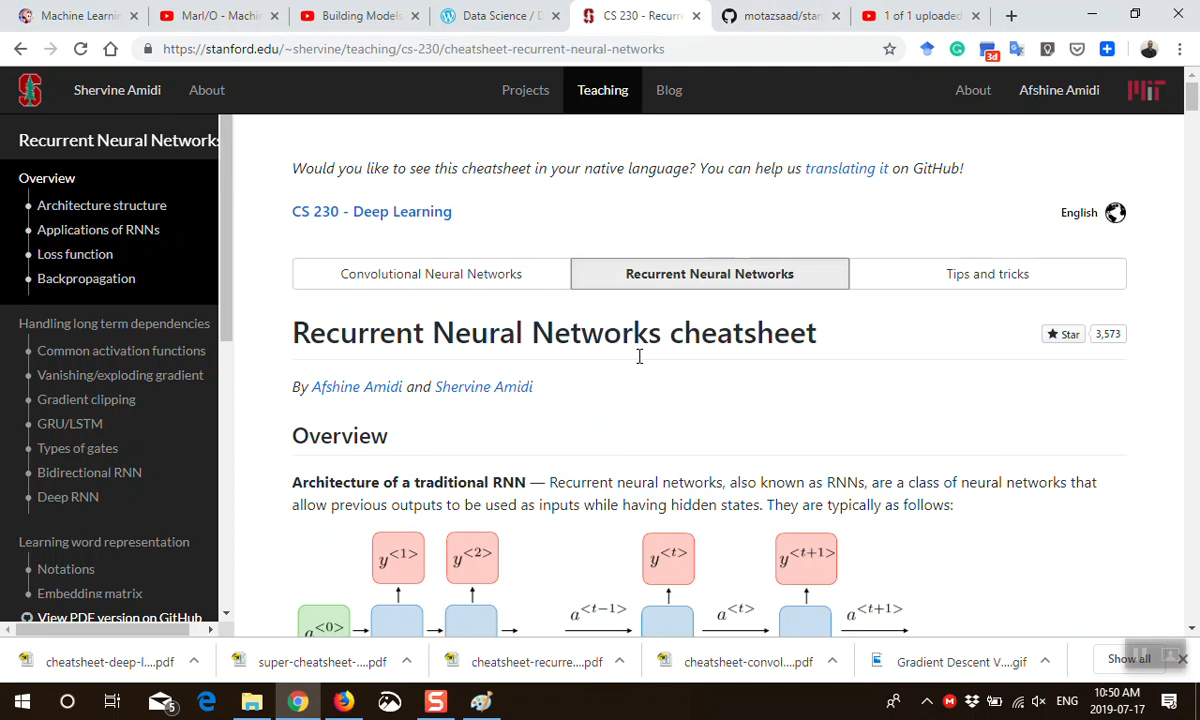 Machine Learnin
MarI/O - Machi
Building Models
Data Science / D
CS 230 - Recurre
motazsaad/stan
1 of 1 uploaded
https://stanford.edu/~shervine/teaching/cs-230/cheatsheet-recurrent-neural-networks
3d
Shervine Amidi About Projects Teaching Blog About Afshine Amidi MIT
Recurrent Neural Networks
Overview
Architecture structure
Applications of RNNs
Loss function
Backpropagation
Handling long term dependencies
Common activation functions
Vanishing/exploding gradient
Gradient clipping
GRU/LSTM
Types of gates
Bidirectional RNN
Deep RNN
Learning word representation
Notations
Embedding matrix
View PDF version on GitHub
Would you like to see this cheatsheet in your native language? You can help us translating it on GitHub!
CS 230 - Deep Learning
English
Convolutional Neural Networks Recurrent Neural Networks Tips and tricks
Recurrent Neural Networks cheatsheet
Star 3,573
By Afshine Amidi and Shervine Amidi
Overview
Architecture of a traditional RNN — Recurrent neural networks, also known as RNNs, are a class of neural networks that
allow previous outputs to be used as inputs while having hidden states. They are typically as follows:
y<1> y<2> y<t> y<t+1>
a<0> a<t−1> a<t> a<t+1>
cheatsheet-deep-l....pdf
super-cheatsheet-....pdf
cheatsheet-recurre....pdf
cheatsheet-convol....pdf
Gradient Descent V....gif
Show all
5
ENG
10:50 AM
2019-07-17